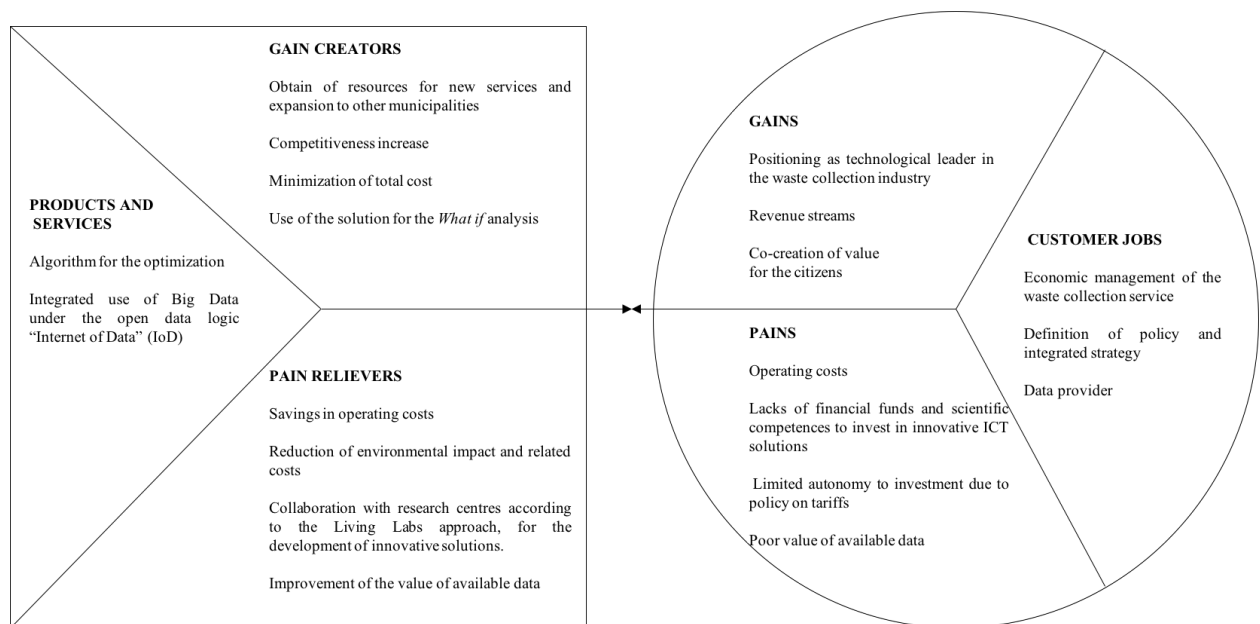 GAIN CREATORS
Obtain of resources for new services and
expansion to other municipalities
Competitiveness increase
Minimization of total cost
Use of the solution for the What if analysis
PRODUCTS AND
SERVICES
Algorithm for the optimization
Integrated use of Big Data
under the open data logic
“Internet of Data” (IoD)
PAIN RELIEVERS
Savings in operating costs
Reduction of environmental impact and related
costs
Collaboration with research centres according
to the Living Labs approach, for the
development of innovative solutions.
Improvement of the value of available data
GAINS
Positioning as technological leader in
the waste collection industry
Revenue streams
Co-creation of value
for the citizens
PAINS
Operating costs
Lacks of financial funds and scientific
competences to invest in innovative ICT
solutions
Limited autonomy to investment due to
policy on tariffs
Poor value of available data
CUSTOMER JOBS
Economic management of the
waste collection service
Definition of policy and
integrated strategy
Data provider